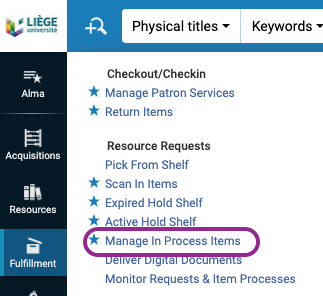 LIÈGE
université
Physical titles
Keywords
Alma
Acquisitions
Resources
Fulfillment
Checkout/Checkin
Manage Patron Services
Return Items
Resource Requests
Pick From Shelf
Scan In Items
Expired Hold Shelf
Active Hold Shelf
Manage In Process Items
Deliver Digital Documents
Monitor Requests & Item Processes